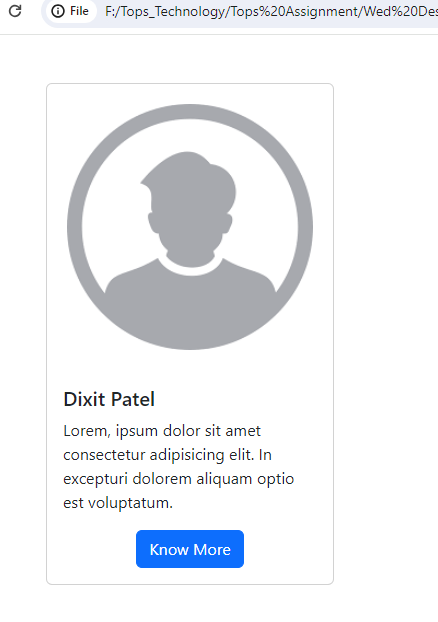 File F:/Tops_Technology/Tops%20Assignment/Wed%20Des
Dixit Patel
Lorem, ipsum dolor sit amet
consectetur adipisicing elit. In
excepturi dolorem aliquam optio
est voluptatum.
Know More